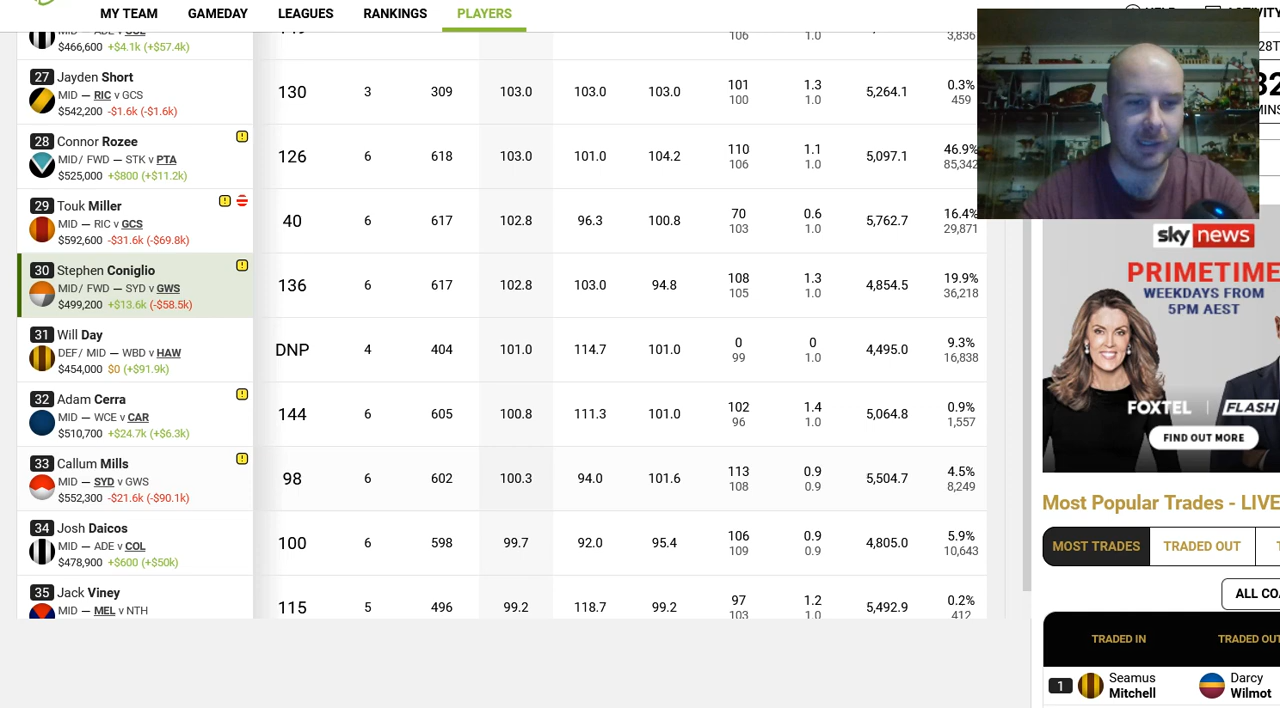 MY TEAM GAMEDAY LEAGUES RANKINGS PLAYERS
$466,600 +$4.1k (+$57.4k) 106 1.0 3,836
27 Jayden Short
MID — RIC v GCS
$542,200 -$1.6k (-$1.6k)
130 3 309 103.0 103.0 103.0 101 1.3 5,264.1 0.3%
100 1.0 459
28 Connor Rozee
MID/ FWD — STK v PTA
$525,000 +$800 (+$11.2k)
126 6 618 103.0 101.0 104.2 110 1.1 5,097.1 46.9%
106 1.0 85,342
29 Touk Miller
MID — RIC v GCS
$592,600 -$31.6k (-$69.8k)
40 6 617 102.8 96.3 100.8 70 0.6 5,762.7 16.4%
103 1.0 29,871
30 Stephen Coniglio
MID/ FWD — SYD v GWS
$499,200 +$13.6k (-$58.5k)
136 6 617 102.8 103.0 94.8 108 1.3 4,854.5 19.9%
105 1.0 36,218
31 Will Day
DEF/ MID — WBD v HAW
$454,000 $0 (+$91.9k)
DNP 4 404 101.0 114.7 101.0 0 0 4,495.0 9.3%
99 1.0 16,838
32 Adam Cerra
MID — WCE v CAR
$510,700 +$24.7k (+$6.3k)
144 6 605 100.8 111.3 101.0 102 1.4 5,064.8 0.9%
96 1.0 1,557
33 Callum Mills
MID — SYD v GWS
$552,300 -$21.6k (-$90.1k)
98 6 602 100.3 94.0 101.6 113 0.9 5,504.7 4.5%
108 0.9 8,249
34 Josh Daicos
MID — ADE v COL
$478,900 +$600 (+$50k)
100 6 598 99.7 92.0 95.4 106 0.9 4,805.0 5.9%
109 0.9 10,643
35 Jack Viney
MID — MEL v NTH
115 5 496 99.2 118.7 99.2 97 1.2 5,492.9 0.2%
103 1.0 412
sky news
PRIMETIME
WEEKDAYS FROM
5PM AEST
FOXTEL | FLASH
FIND OUT MORE
Most Popular Trades - LIVE
MOST TRADES TRADED OUT
ALL
TRADED IN TRADED OUT
1 Seamus Mitchell Darcy Wilmot